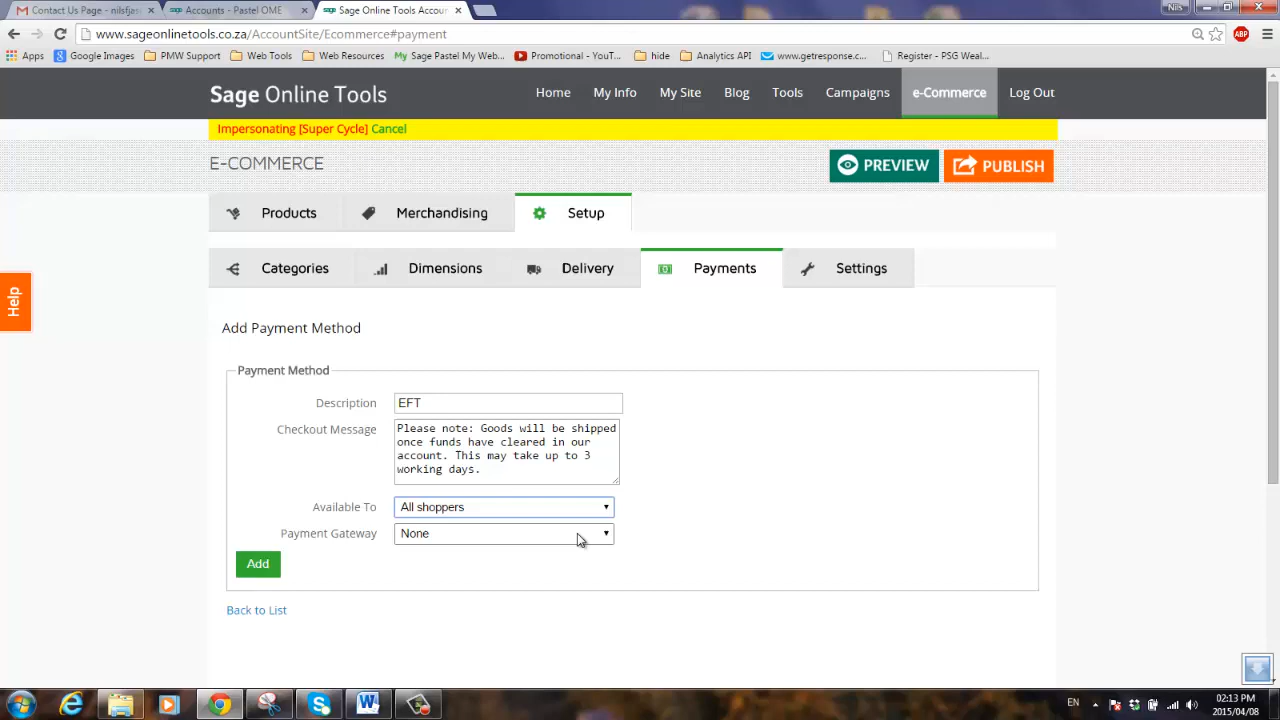 Contact Us Page - nilsfjas
Accounts - Pastel OME
Sage Online Tools Accou
Nils
www.sageonlinetools.co.za/AccountSite/Ecommerce#payment
ABP
Apps
Google Images
PMW Support
Web Tools
Web Resources
My Sage Pastel My Web...
Promotional - YouT...
hide
Analytics API
www.getresponse.c...
Register - PSG Weal...
Sage Online Tools
Home
My Info
My Site
Blog
Tools
Campaigns
e-Commerce
Log Out
Impersonating [Super Cycle] Cancel
E-COMMERCE
PREVIEW
PUBLISH
Products
Merchandising
Setup
Categories
Dimensions
Delivery
Payments
Settings
Help
Add Payment Method
Payment Method
Description
EFT
Checkout Message
Please note: Goods will be shipped
once funds have cleared in our
account. This may take up to 3
working days.
Available To
All shoppers
Payment Gateway
None
Add
Back to List
EN
02:13 PM
2015/04/08